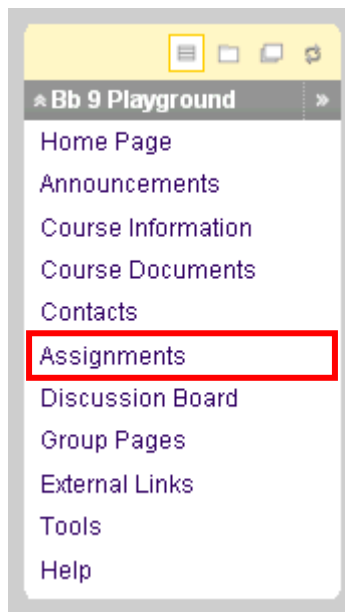 Bb 9 Playground
Home Page
Announcements
Course Information
Course Documents
Contacts
Assignments
Discussion Board
Group Pages
External Links
Tools
Help